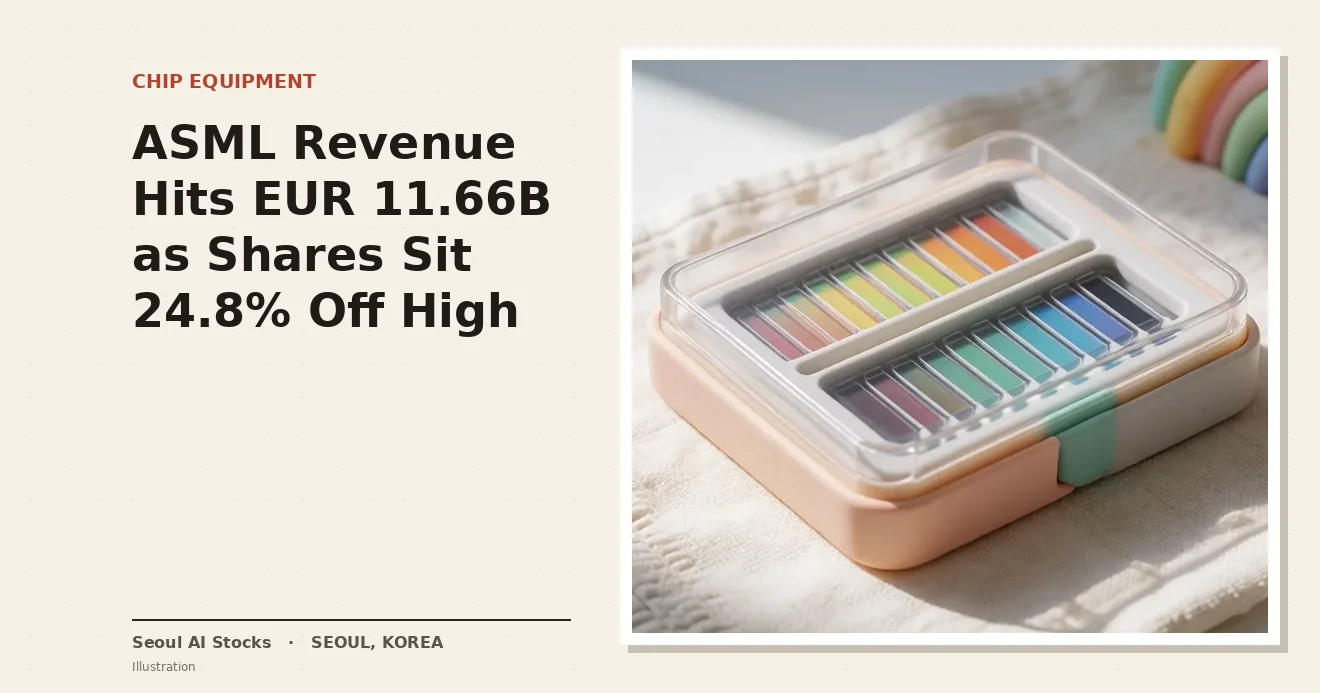 CHIP EQUIPMENT
ASML Revenue
Hits EUR 11.66B
as Shares Sit
24.8% Off High
Seoul AI Stocks · SEOUL, KOREA
Illustration